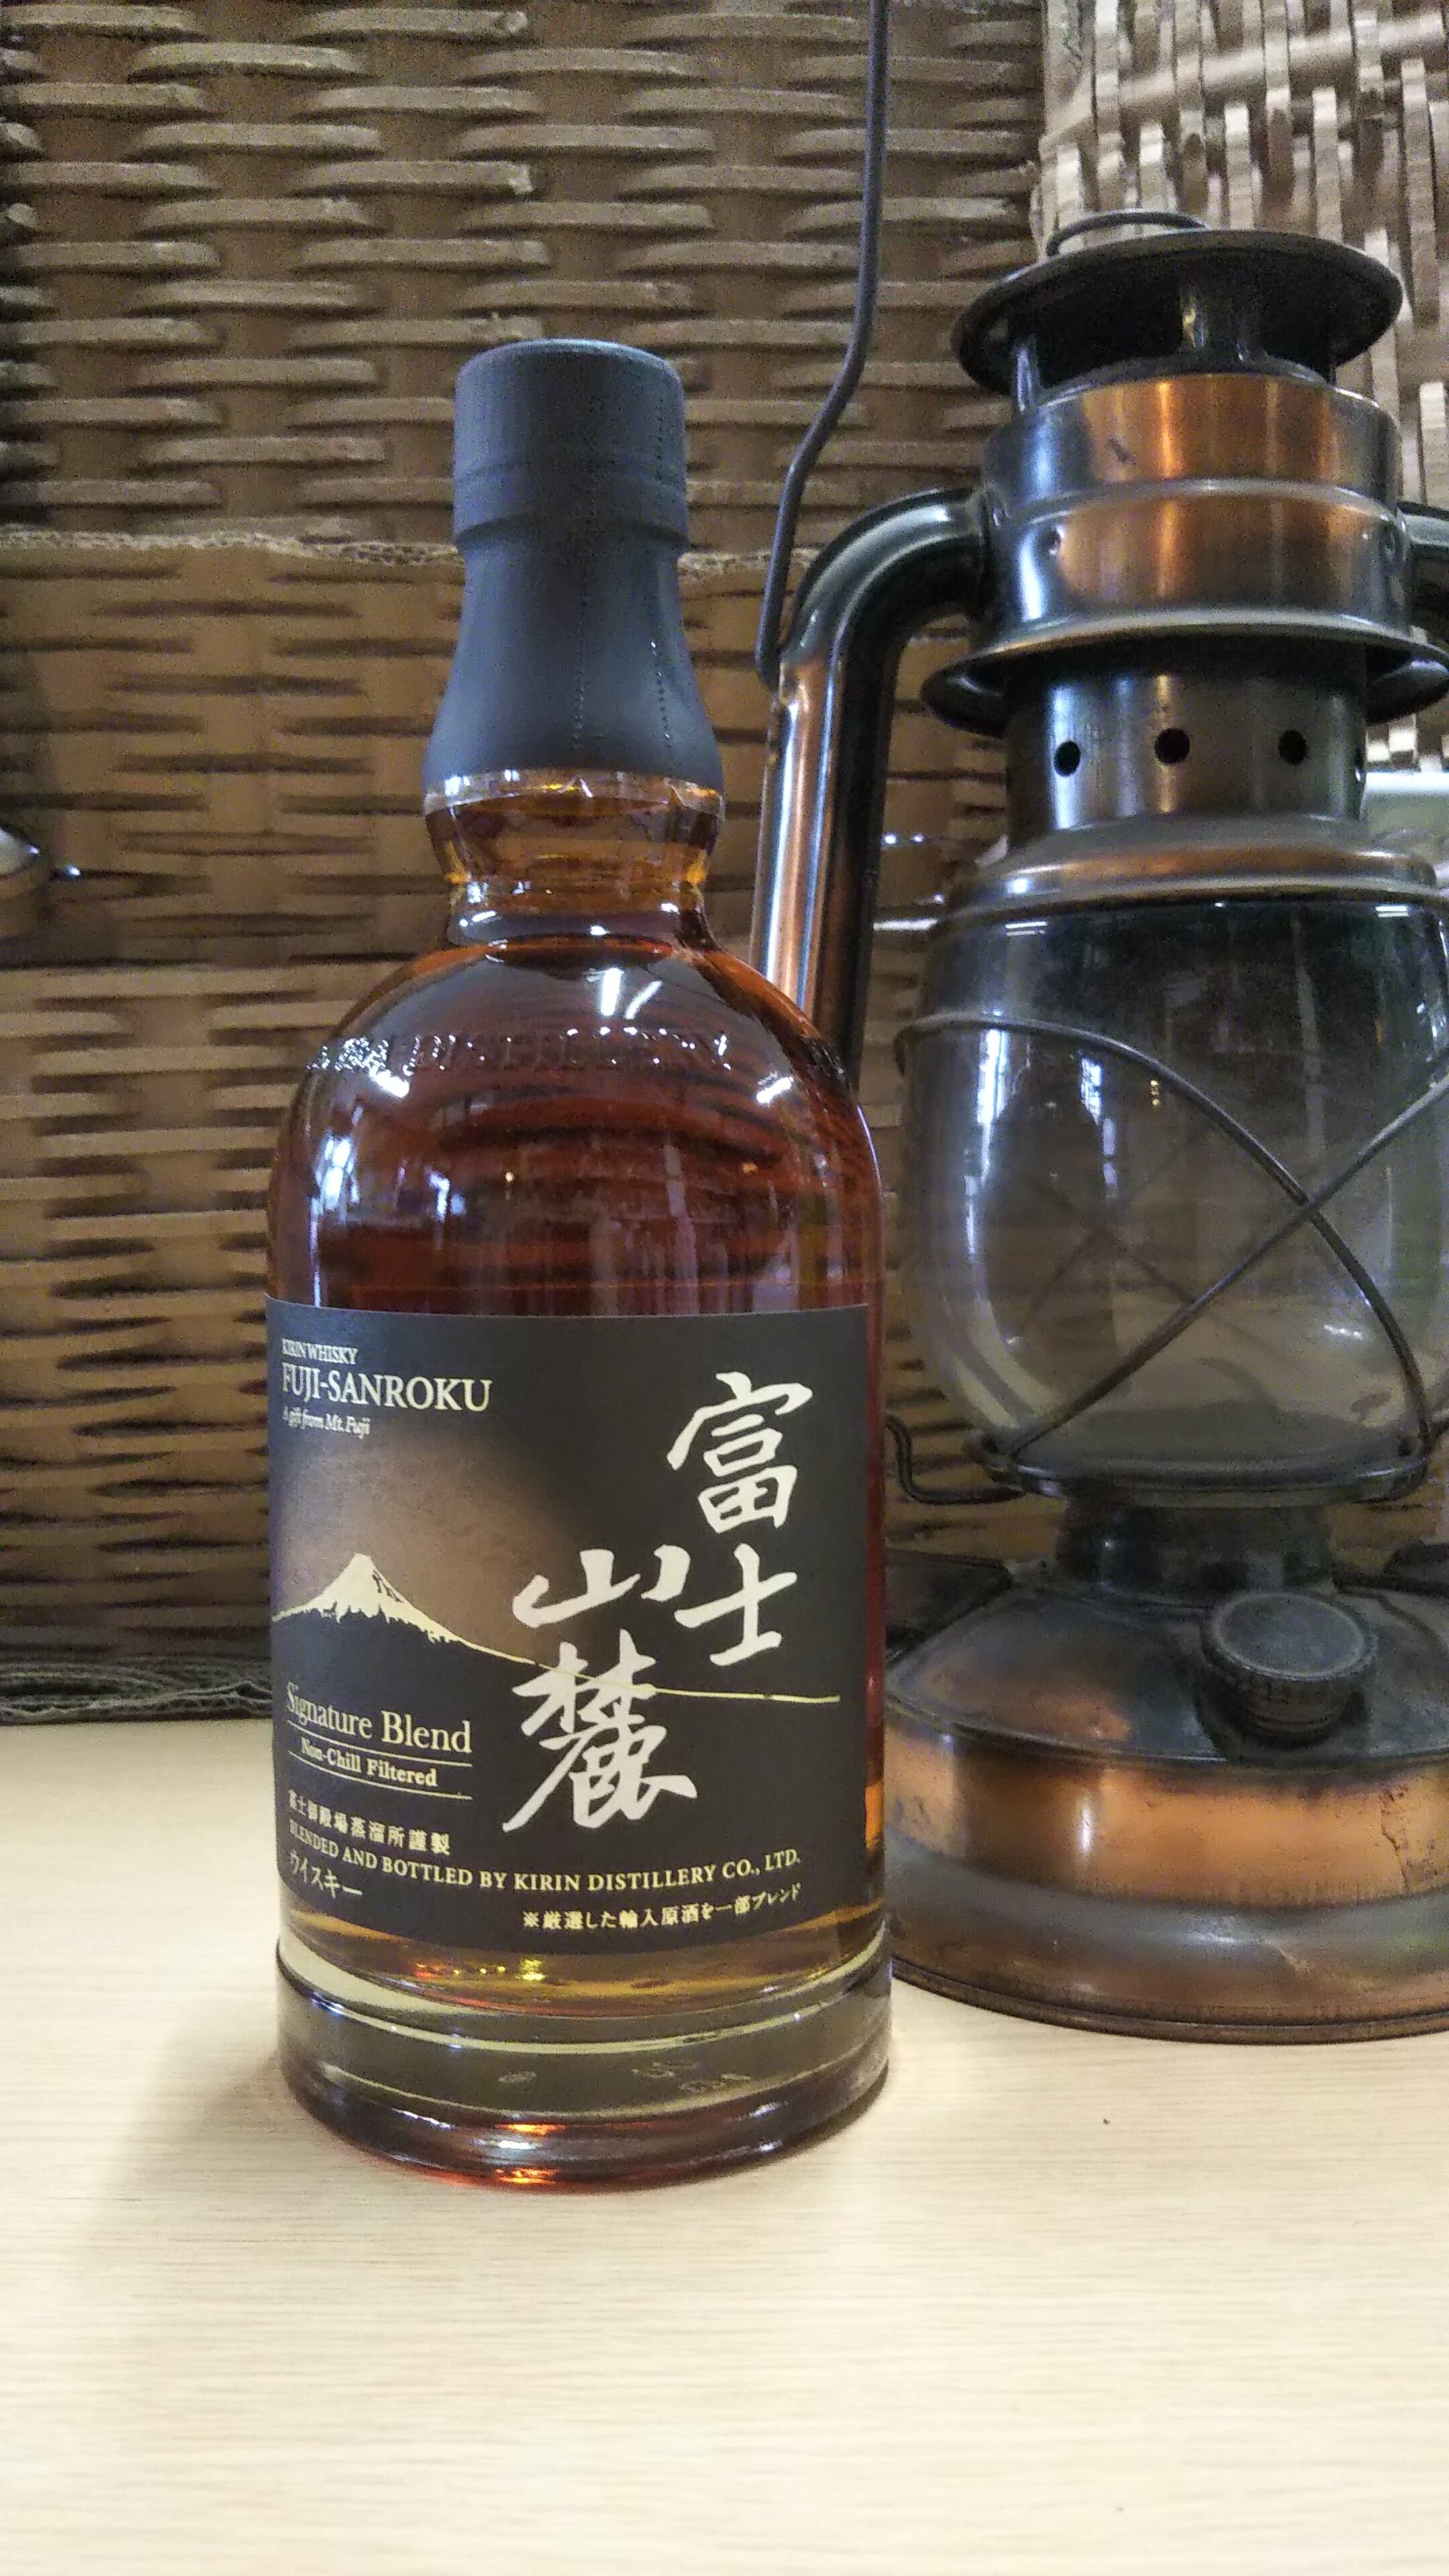 KIRIN WHISKY
FUJI-SANROKU
A gift from Mt. Fuji
富士
山麓
Signature Blend
Non-Chill Filtered
富士御殿場蒸溜所謹製
BLENDED AND BOTTLED BY KIRIN DISTILLERY CO., LTD.
ウイスキー
※厳選した輸入原酒を一部ブレンド